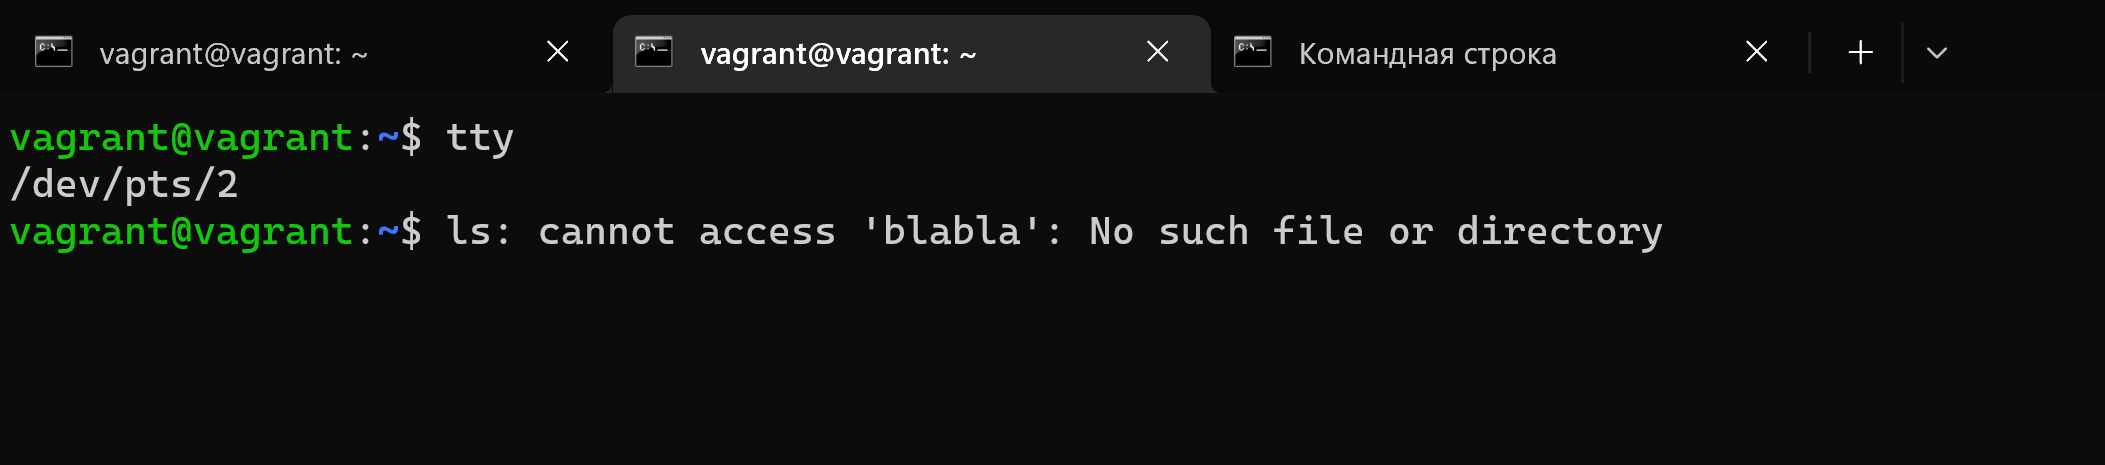 vagrant@vagrant: ~
vagrant@vagrant: ~
Командная строка
vagrant@vagrant:~$ tty
/dev/pts/2
vagrant@vagrant:~$ ls: cannot access 'blabla': No such file or directory